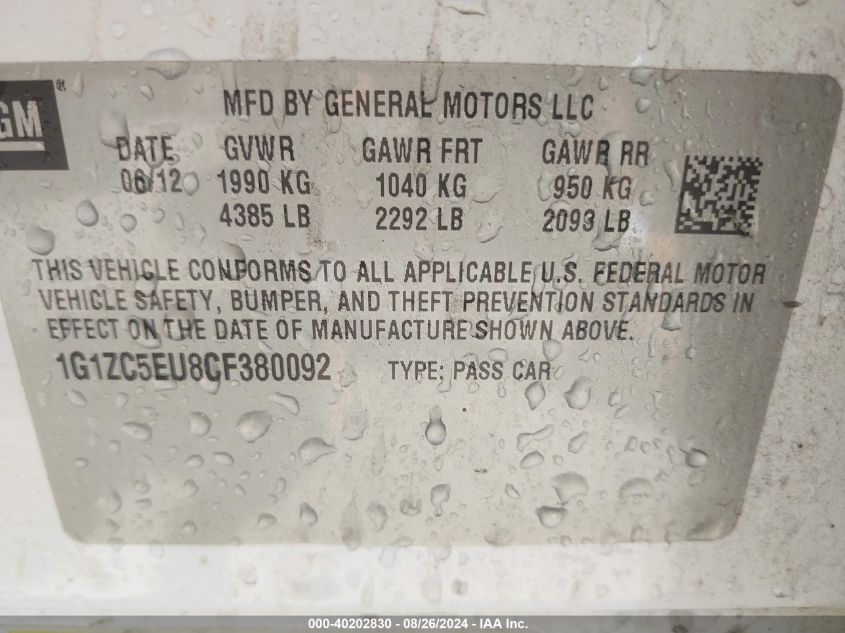 GM®
MFD BY GENERAL MOTORS LLC
DATE GVWR GAWR FRT GAWR RR
06/12 1990 KG 1040 KG 950 KG
4385 LB 2292 LB 2093 LB
THIS VEHICLE CONFORMS TO ALL APPLICABLE U.S. FEDERAL MOTOR
VEHICLE SAFETY, BUMPER, AND THEFT PREVENTION STANDARDS IN
EFFECT ON THE DATE OF MANUFACTURE SHOWN ABOVE.
1G1ZC5EU8CF380092 TYPE: PASS CAR
000-40202830 - 08/26/2024 - IAA Inc.